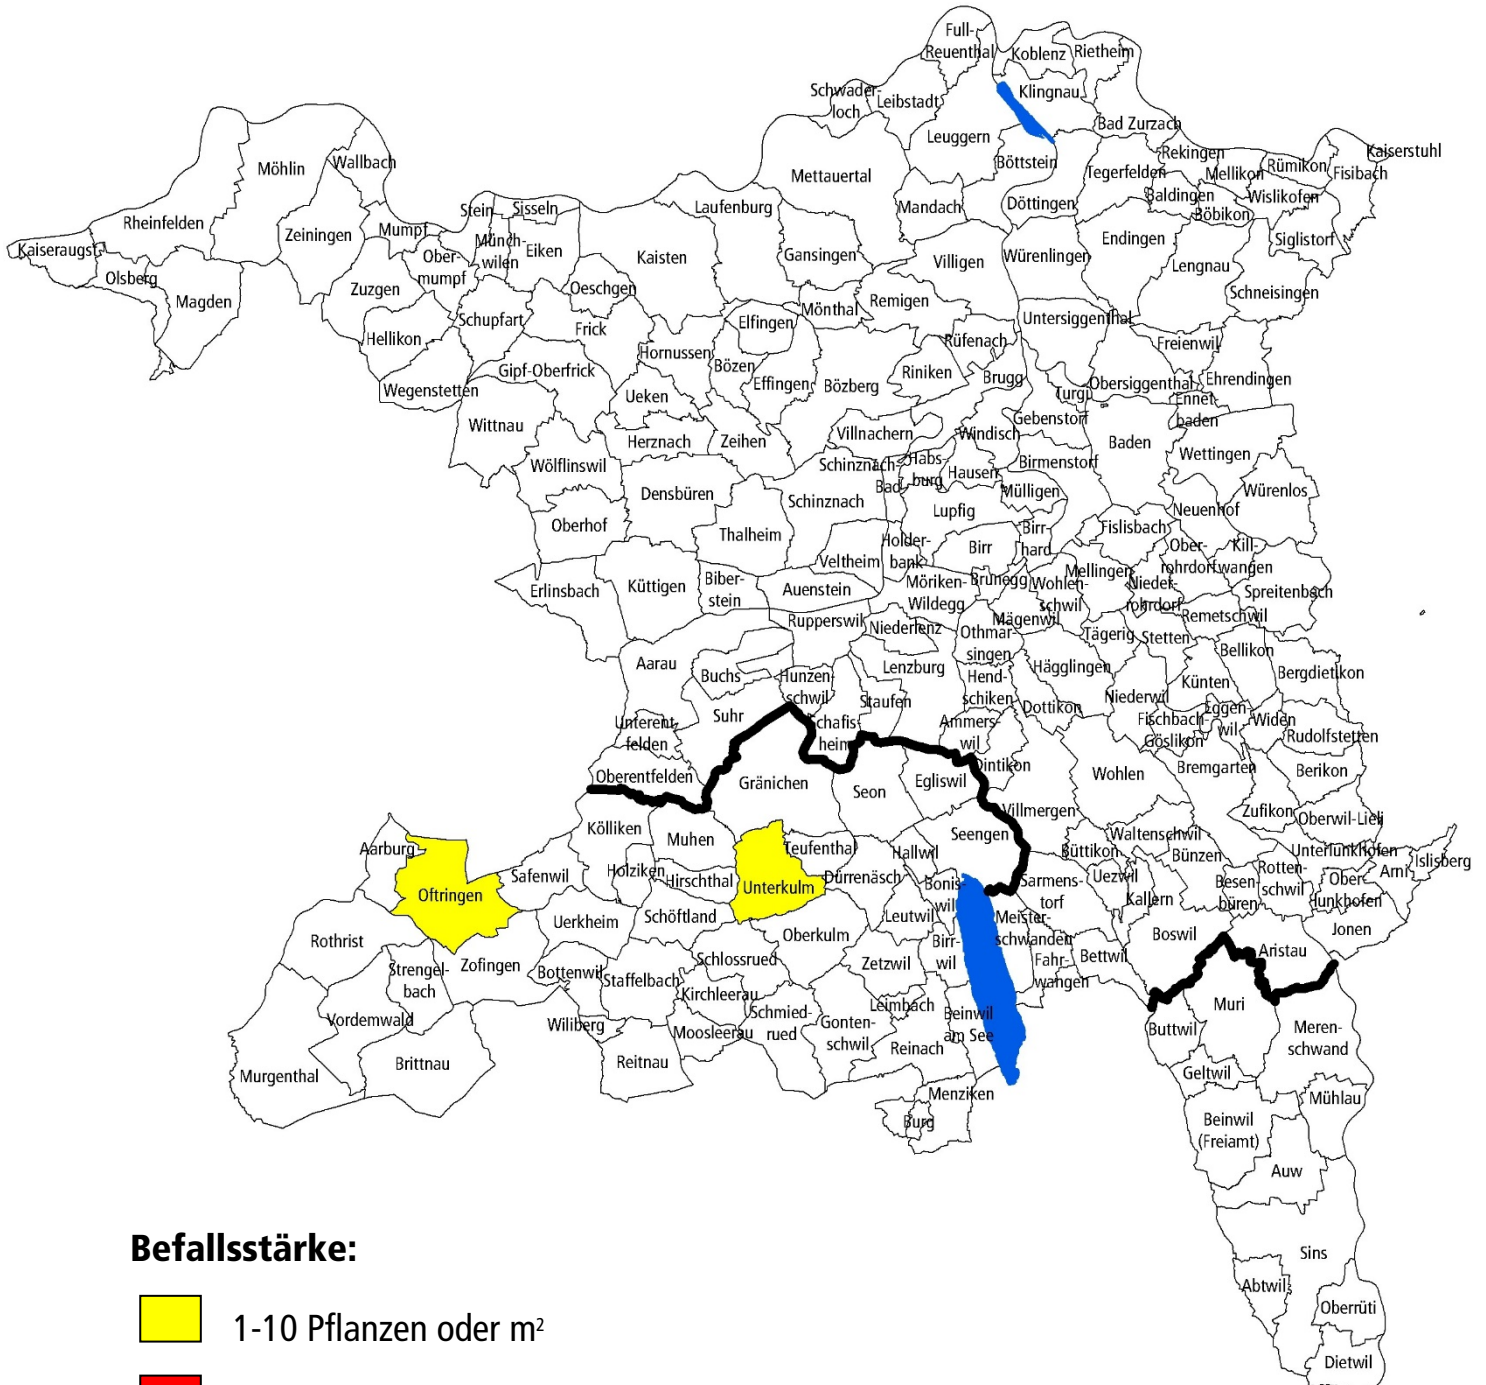 Full-
Reuenthal
Koblenz
Rietheim
Schwader-
loch
Leibstadt
Klingnau
Leuggern
Bad Zurzach
Möhlin
Wallbach
Böttstein
Rekingen
Kaiserstuhl
Mettauertal
Tegerfelden
Mellikon
Rümikon
Fisibach
Baldingen
Wislikofen
Rheinfelden
Stein
Sisseln
Laufenburg
Mandach
Döttingen
Böbikon
Kaiseraugst
Zeiningen
Mumpf
Münch-
wilen
Eiken
Endingen
Siglistorf
Olsberg
Ober-
mumpf
Kaisten
Gansingen
Villigen
Würenlingen
Lengnau
Magden
Zuzgen
Oeschgen
Schneisingen
Hellikon
Schupfart
Frick
Elfingen
Mönthal
Remigen
Untersiggenthal
Hornussen
Rüfenach
Freienwil
Gipf-Oberfrick
Bözen
Effingen
Bözberg
Riniken
Brugg
Turgi
Obersiggenthal
Ehrendingen
Wegenstetten
Ueken
Ennet-
baden
Wittnau
Herznach
Zeihen
Villnachern
Windisch
Gebenstorf
Baden
Wettingen
Wölflinswil
Schinznach-
Bad
Habs-
burg
Hausen
Birmenstorf
Densbüren
Schinznach
Mülligen
Würenlos
Oberhof
Thalheim
Lupfig
Neuenhof
Veltheim
Holder-
bank
Birr
Birr-
hard
Fislisbach
Ober-
rohrdorf
Kill-
wangen
Erlinsbach
Küttigen
Biber-
stein
Auenstein
Möriken-
Wildegg
Brunegg
Wohlen-
schwil
Mellingen
Nieder-
rohrdorf
Spreitenbach
Rupperswil
Niederlenz
Othmar-
singen
Mägenwil
Tägerig
Stetten
Remetschwil
Aarau
Buchs
Hunzen-
schwil
Lenzburg
Hägglingen
Bellikon
Bergdietikon
Suhr
Staufen
Hend-
schiken
Dottikon
Niederwil
Künten
Unterent-
felden
Schafis-
heim
Ammers-
wil
Fischbach-
Göslikon
Eggen-
wil
Widen
Rudolfstetten
Oberentfelden
Gränichen
Seon
Egliswil
Dintikon
Wohlen
Bremgarten
Berikon
Villmergen
Zufikon
Oberwil-Lieli
Kölliken
Muhen
Seengen
Waltenschwil
Aarburg
Teufenthal
Hallwil
Büttikon
Bünzen
Unterlunkhofen
Islisberg
Oftringen
Safenwil
Holziken
Hirschthal
Unterkulm
Dürrenäsch
Bonis-
wil
Sarmens-
torf
Uezwil
Kallern
Besen-
büren
Rotten-
schwil
Ober-
lunkhofen
Arni
Uerkheim
Schöftland
Leutwil
Meister-
schwanden
Boswil
Jonen
Rothrist
Oberkulm
Birr-
wil
Fahr-
wangen
Bettwil
Aristau
Strengel-
bach
Zofingen
Bottenwil
Staffelbach
Schlossrued
Zetzwil
Kirchleerau
Leimbach
Beinwil
am See
Muri
Vordemwald
Wiliberg
Moosleerau
Schmied-
rued
Gonten-
schwil
Reinach
Buttwil
Meren-
schwand
Murgenthal
Brittnau
Reitnau
Geltwil
Menziken
Burg
Mühlau
Beinwil
(Freiamt)
Auw
Befallsstärke:
Sins
Abtwil
Oberrüti
1-10 Pflanzen oder m²
Dietwil